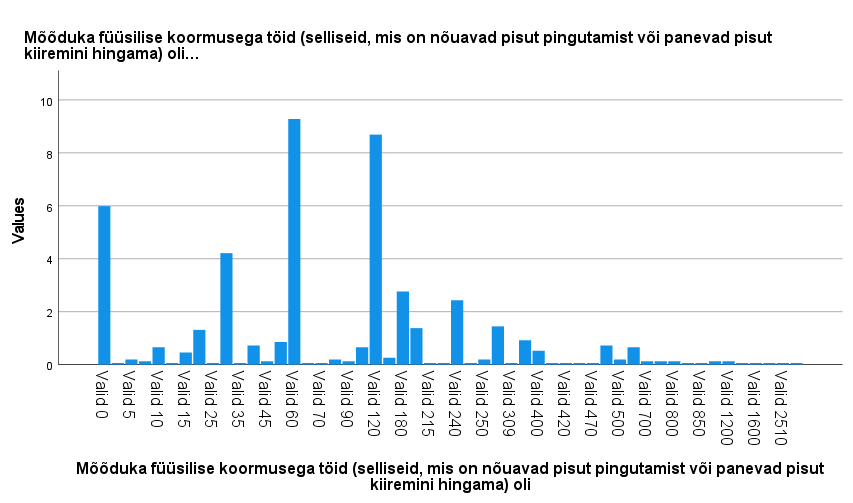 Mõõduka füüsilise koormusega töid (selliseid, mis on nõuavad pisut pingutamist või panevad pisut
kiiremini hingama) oli...
10
8
6
4
2
0
Values
Valid 0
Valid 5
Valid 10
Valid 15
Valid 25
Valid 35
Valid 45
Valid 60
Valid 70
Valid 90
Valid 120
Valid 180
Valid 215
Valid 240
Valid 250
Valid 309
Valid 400
Valid 420
Valid 470
Valid 500
Valid 700
Valid 800
Valid 850
Valid 1200
Valid 1600
Valid 2510
Mõõduka füüsilise koormusega töid (selliseid, mis on nõuavad pisut pingutamist või panevad pisut
kiiremini hingama) oli